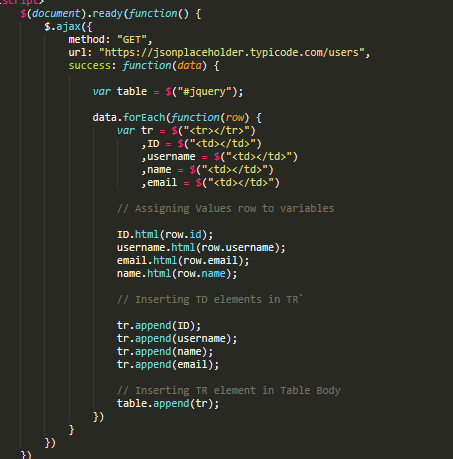 script>
$(document).ready(function() {
$.ajax({
method: "GET",
url: "https://jsonplaceholder.typicode.com/users",
success: function(data) {
var table = $("#jquery");
data.forEach(function(row) {
var tr = $("<tr></tr>")
,ID = $("<td></td>")
,username = $("<td></td>")
,name = $("<td></td>")
,email = $("<td></td>")
// Assigning Values row to variables
ID.html(row.id);
username.html(row.username);
email.html(row.email);
name.html(row.name);
// Inserting TD elements in TR`
tr.append(ID);
tr.append(username);
tr.append(name);
tr.append(email);
// Inserting TR element in Table Body
table.append(tr);
})
}
})
})